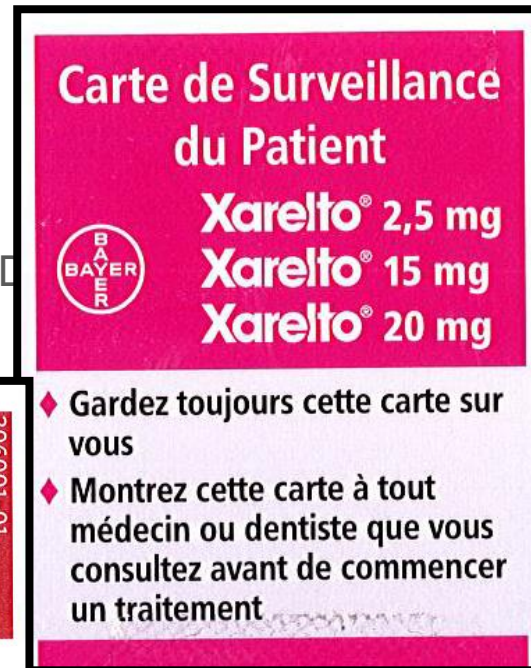 Carte de Surveillance
du Patient
Xarelto® 2,5 mg
Xarelto® 15 mg
Xarelto® 20 mg
BAYER
BAYER
D
♦ Gardez toujours cette carte sur
vous
♦ Montrez cette carte à tout
médecin ou dentiste que vous
consultez avant de commencer
un traitement